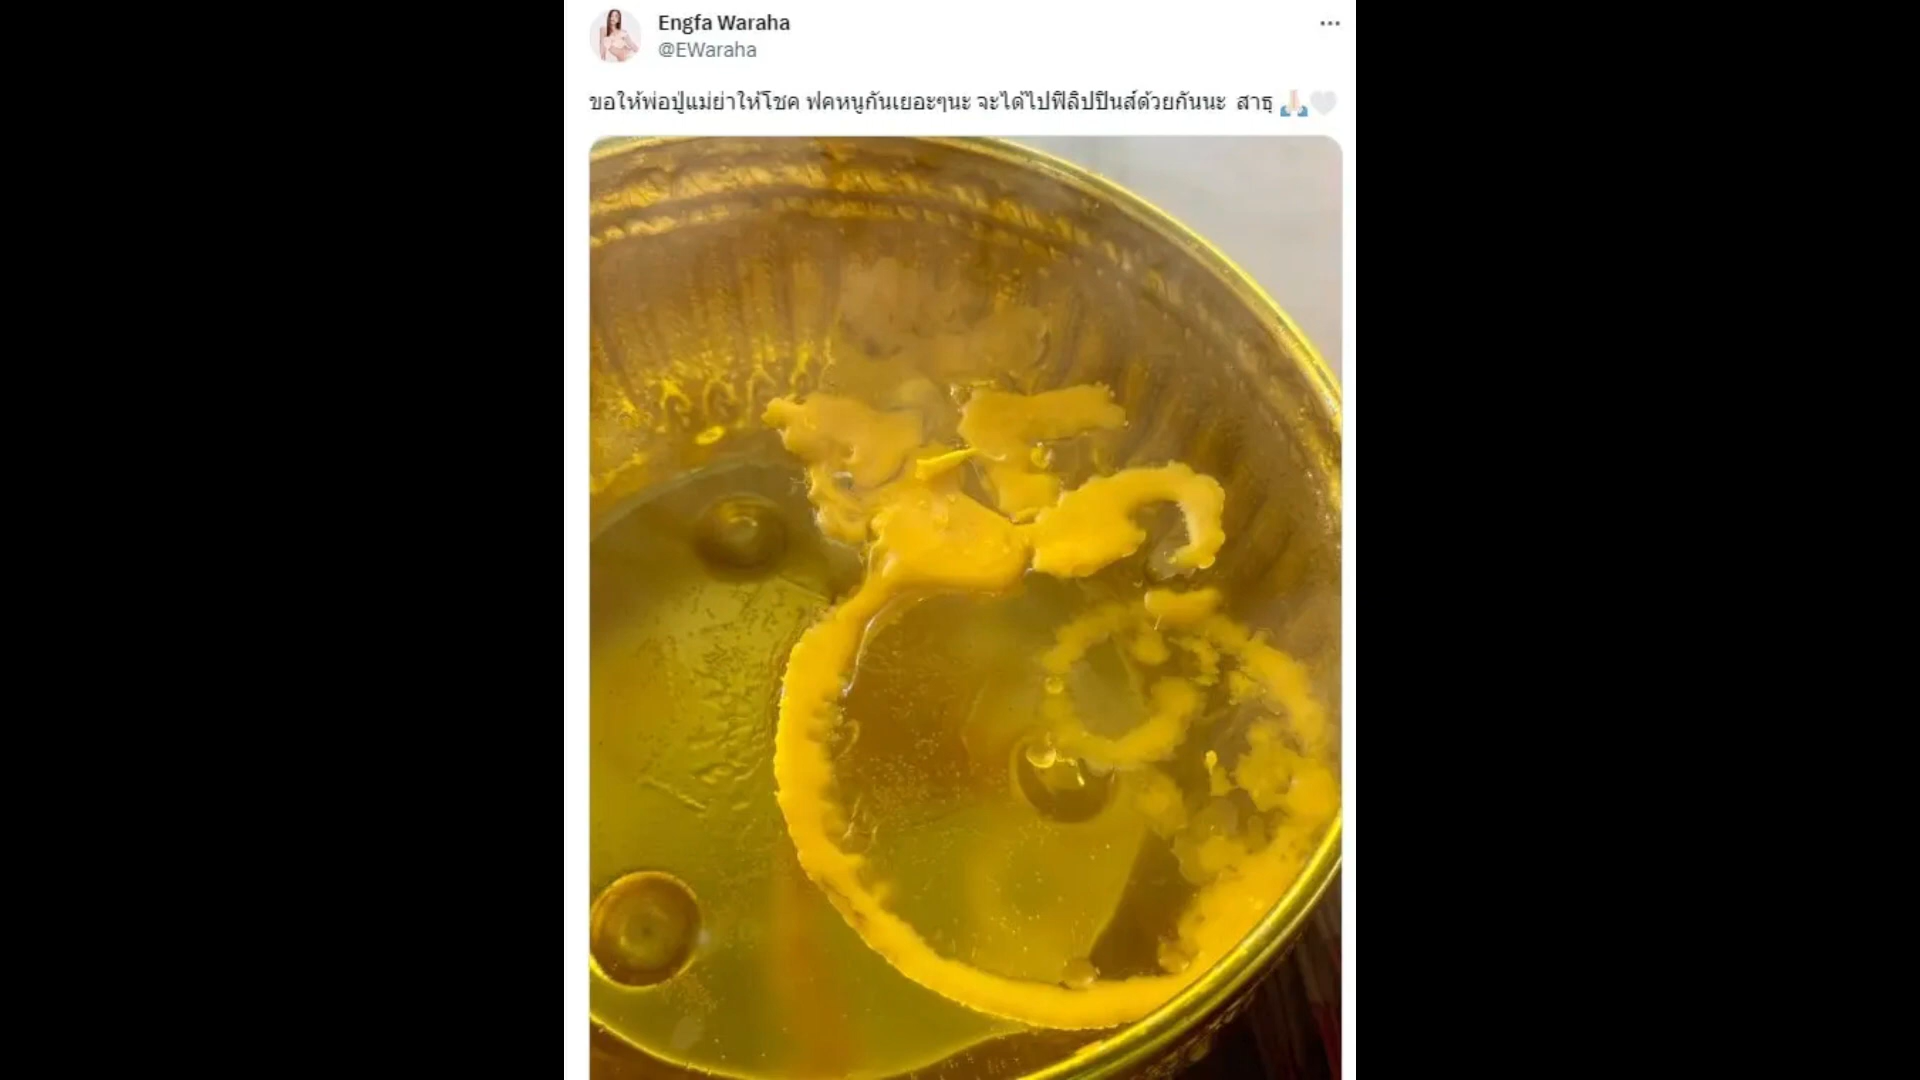 Engfa Waraha
@EWaraha
ขอให้พ่อปู่แม่ย่าให้โชค ฟคหนูกันเยอะๆนะ จะได้ไปฟิลิปปินส์ด้วยกันนะ สาธุ 🙏🏻🤍